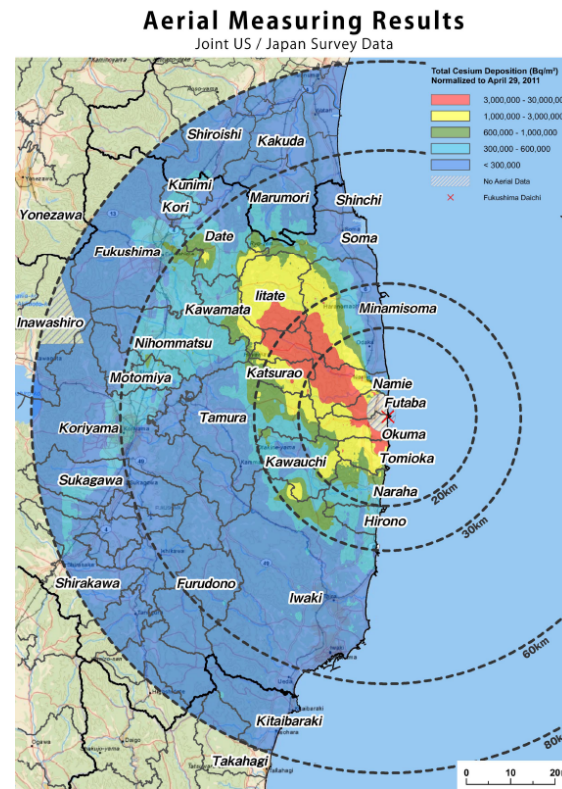 Aerial Measuring Results
Joint US / Japan Survey Data
Total Cesium Deposition (Bq/m²)
Normalized to April 29, 2011
3,000,000 - 30,000,00
1,000,000 - 3,000,000
600,000 - 1,000,000
300,000 - 600,000
< 300,000
No Aerial Data
Fukushima Daichi
Shiroishi
Kakuda
Kunimi
Yonezawa
Kori
Marumori
Shinchi
Date
Soma
Fukushima
Iitate
Minamisoma
Kawamata
Inawashiro
Nihommatsu
Katsurao
Motomiya
Namie
Futaba
Tamura
Koriyama
Okuma
Kawauchi
Tomioka
Sukagawa
Naraha
20km
Hirono
30km
Shirakawa
Furudono
Iwaki
60km
Kitaibaraki
80k
Takahagi
0 10 20